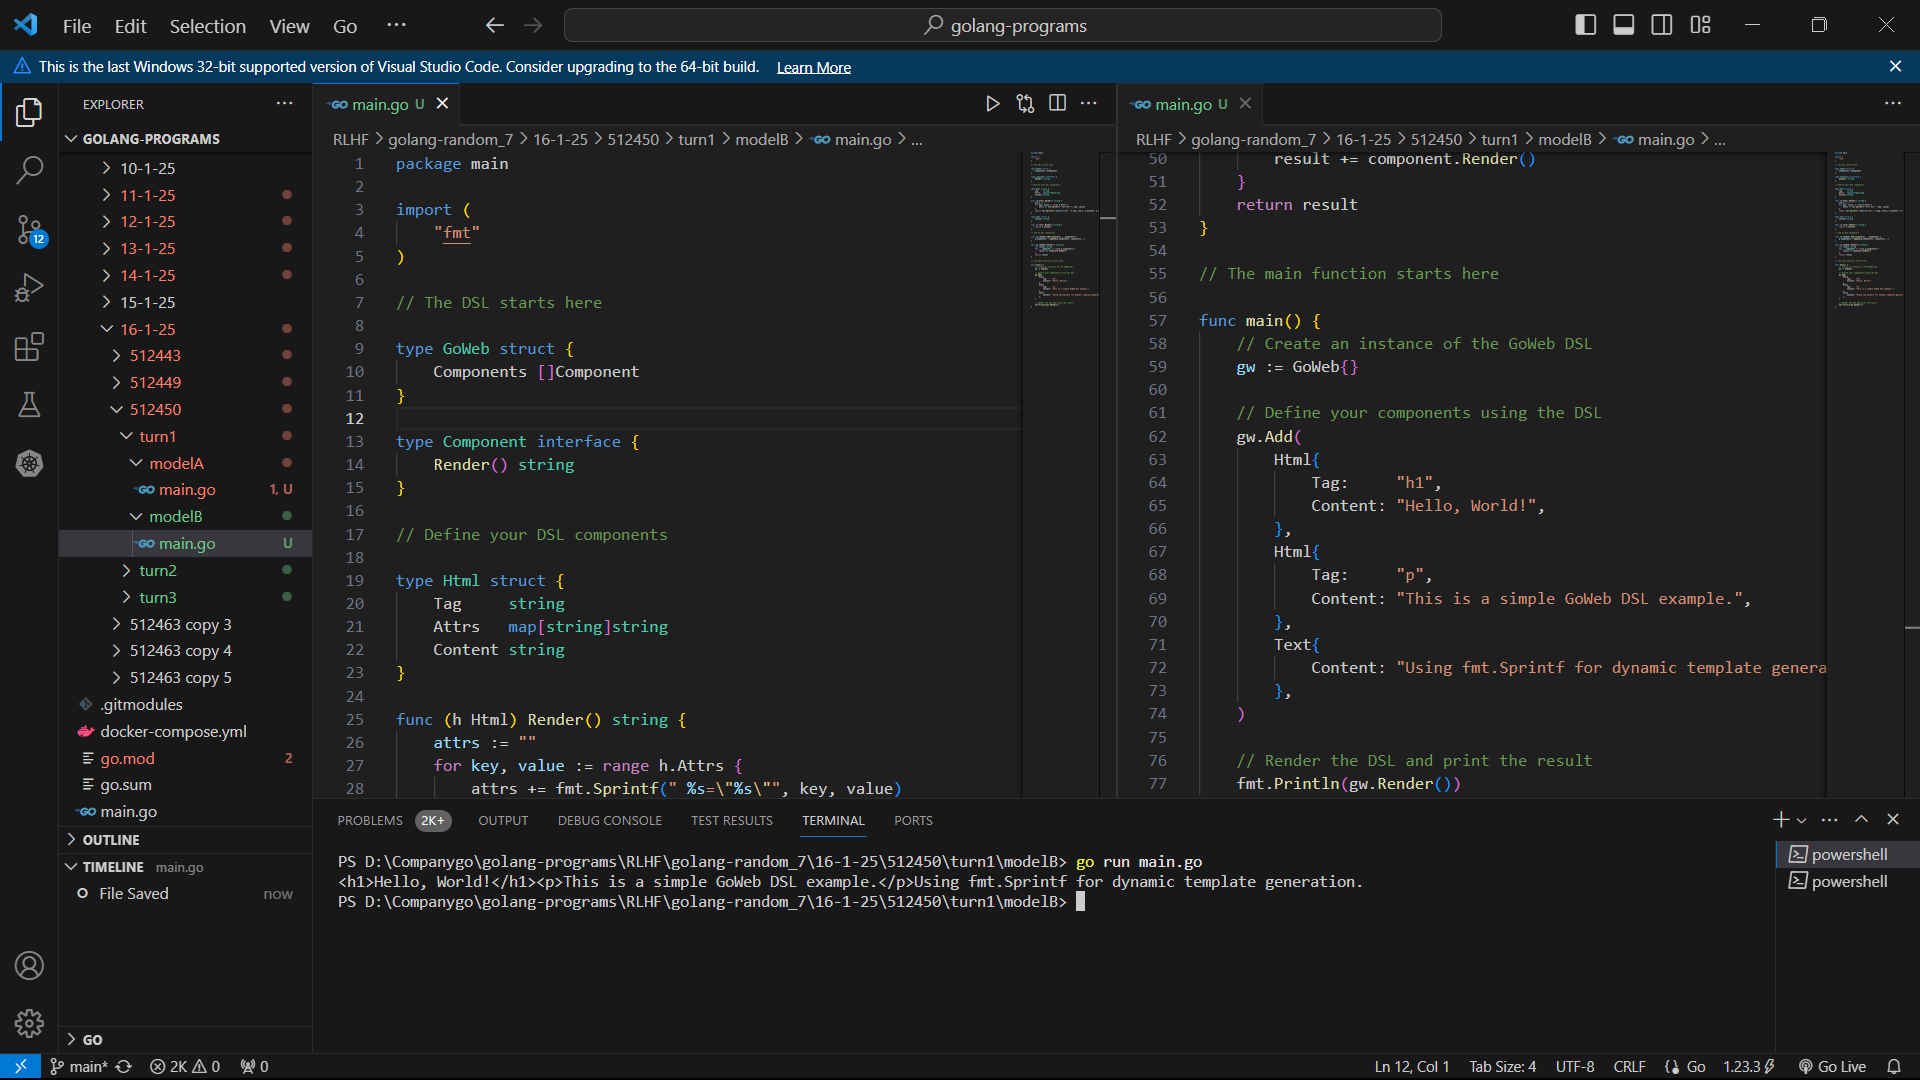 File Edit Selection View Go ··· golang-programs
This is the last Windows 32-bit supported version of Visual Studio Code. Consider upgrading to the 64-bit build. Learn More
EXPLORER
GOLANG-PROGRAMS
10-1-25
11-1-25
12-1-25
13-1-25
14-1-25
15-1-25
16-1-25
512443
512449
512450
turn1
modelA
main.go 1, U
modelB
main.go U
turn2
turn3
512463 copy 3
512463 copy 4
512463 copy 5
.gitmodules
docker-compose.yml
go.mod 2
go.sum
main.go
OUTLINE
TIMELINE main.go
File Saved now
GO
12
main.go U
RLHF > golang-random_7 > 16-1-25 > 512450 > turn1 > modelB > main.go > ...
1 package main
2
3 import (
4 "fmt"
5 )
6
7 // The DSL starts here
8
9 type GoWeb struct {
10 Components []Component
11 }
12
13 type Component interface {
14 Render() string
15 }
16
17 // Define your DSL components
18
19 type Html struct {
20 Tag string
21 Attrs map[string]string
22 Content string
23 }
24
25 func (h Html) Render() string {
26 attrs := ""
27 for key, value := range h.Attrs {
28 attrs += fmt.Sprintf(" %s=\"%s\"", key, value)
main.go U
RLHF > golang-random_7 > 16-1-25 > 512450 > turn1 > modelB > main.go > ...
50 result += component.Render()
51 }
52 return result
53 }
54
55 // The main function starts here
56
57 func main() {
58 // Create an instance of the GoWeb DSL
59 gw := GoWeb{}
60
61 // Define your components using the DSL
62 gw.Add(
63 Html{
64 Tag: "h1",
65 Content: "Hello, World!",
66 },
67 Html{
68 Tag: "p",
69 Content: "This is a simple GoWeb DSL example.",
70 },
71 Text{
72 Content: "Using fmt.Sprintf for dynamic template genera
73 },
74 )
75
76 // Render the DSL and print the result
77 fmt.Println(gw.Render())
PROBLEMS 2K+ OUTPUT DEBUG CONSOLE TEST RESULTS TERMINAL PORTS
PS D:\Companygo\golang-programs\RLHF\golang-random_7\16-1-25\512450\turn1\modelB> go run main.go
<h1>Hello, World!</h1><p>This is a simple GoWeb DSL example.</p>Using fmt.Sprintf for dynamic template generation.
PS D:\Companygo\golang-programs\RLHF\golang-random_7\16-1-25\512450\turn1\modelB>
powershell
powershell
main* 2K 0 0 Ln 12, Col 1 Tab Size: 4 UTF-8 CRLF Go 1.23.3 Go Live